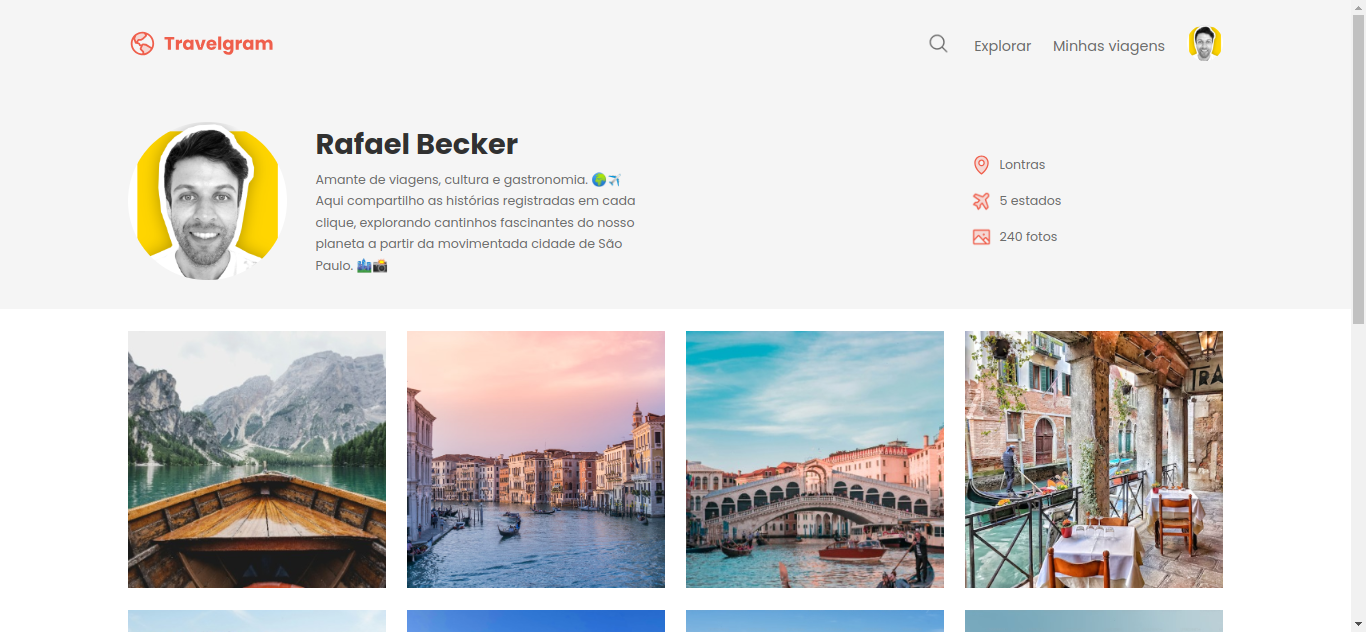 Travelgram
Explorar
Minhas viagens
Rafael Becker
Amante de viagens, cultura e gastronomia. 🌍✈️
Aqui compartilho as histórias registradas em cada
clique, explorando cantinhos fascinantes do nosso
planeta a partir da movimentada cidade de São
Paulo. 🏙️📸
Lontras
5 estados
240 fotos
TRA